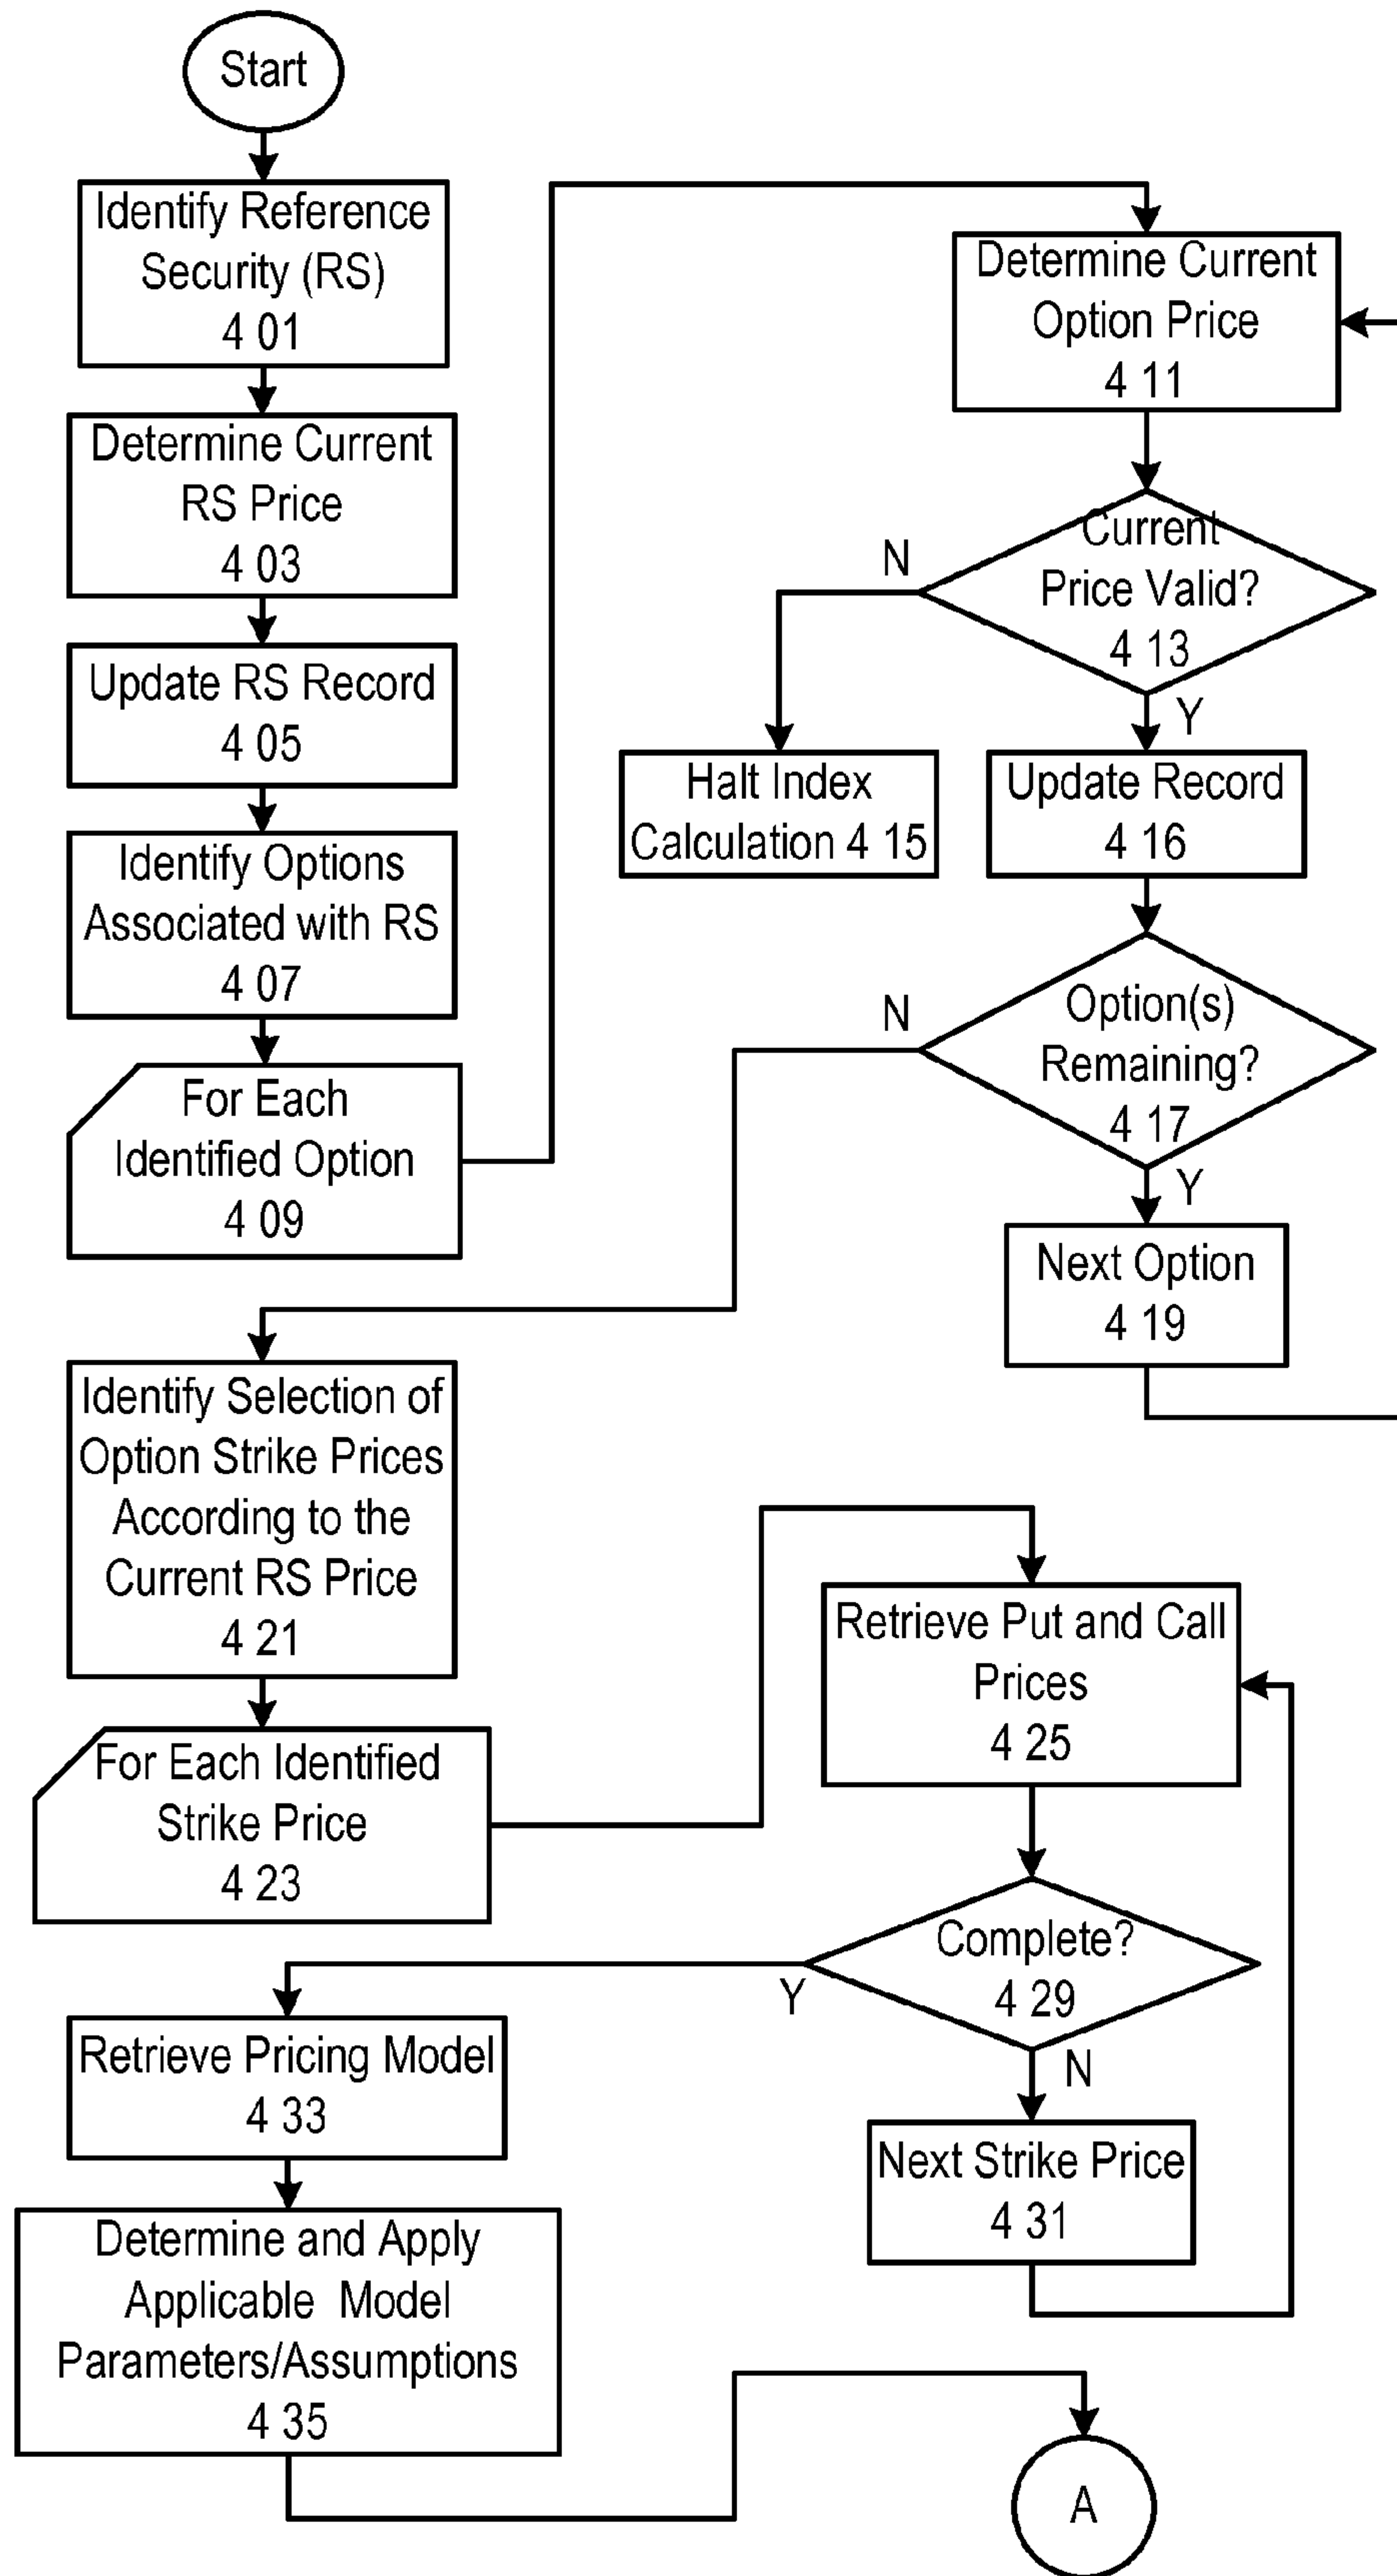 Start
Identify Reference
Security (RS)
4 01
Determine Current
RS Price
4 03
Update RS Record
4 05
Identify Options
Associated with RS
4 07
For Each
Identified Option
4 09
Determine Current
Option Price
4 11
Current
Price Valid?
4 13
N
Y
Halt Index
Calculation 4 15
Update Record
4 16
Option(s)
Remaining?
4 17
N
Y
Next Option
4 19
Identify Selection of
Option Strike Prices
According to the
Current RS Price
4 21
For Each Identified
Strike Price
4 23
Retrieve Put and Call
Prices
4 25
Complete?
4 29
Y
N
Next Strike Price
4 31
Retrieve Pricing Model
4 33
Determine and Apply
Applicable Model
Parameters/Assumptions
4 35
A